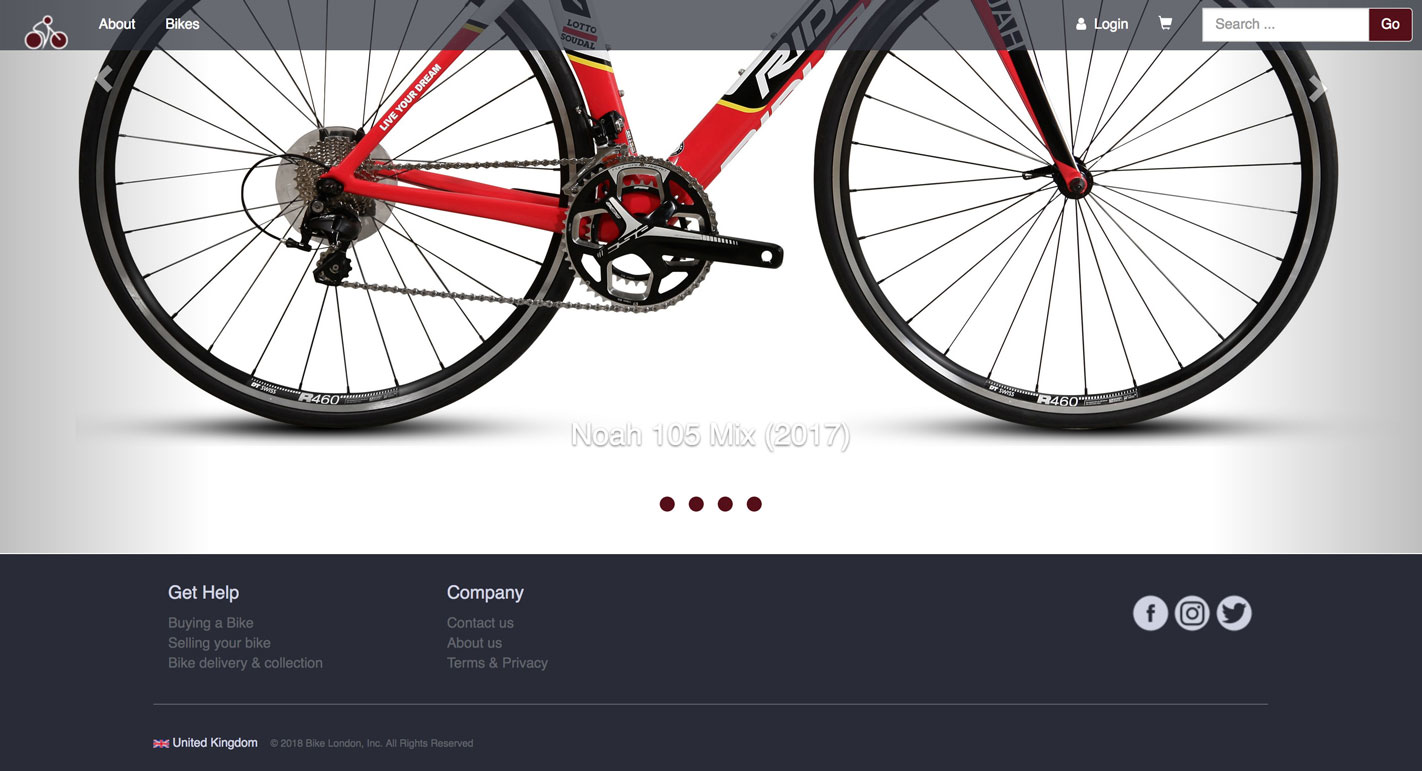 About
Bikes
Login
Search ...
Go
LOTTO
SOUDAL
LIVE YOUR DREAM
DT SWISS
R460
DT SWISS
R460
Noah 105 Mix (2017)
Get Help
Company
Buying a Bike
Contact us
Selling your bike
About us
Bike delivery & collection
Terms & Privacy
United Kingdom
© 2018 Bike London, Inc. All Rights Reserved